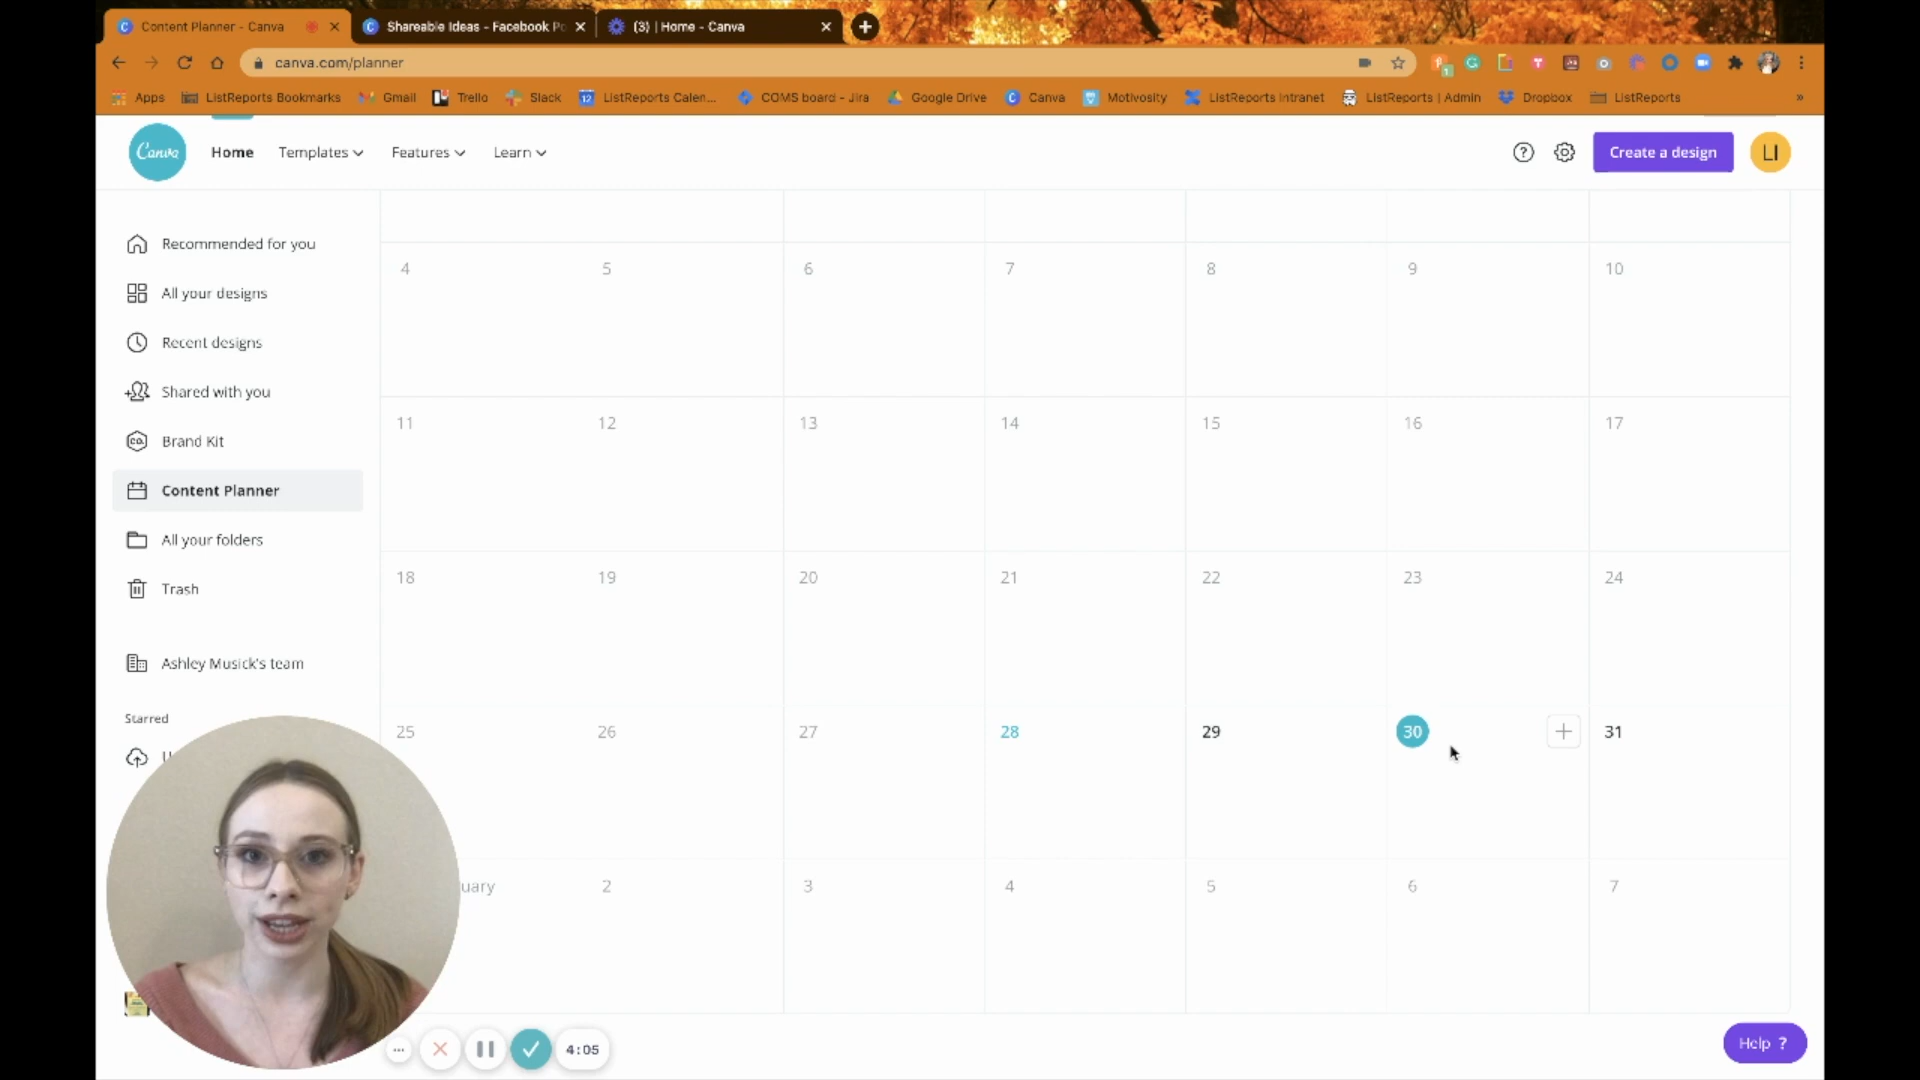 Content Planner - Canva
Shareable Ideas - Facebook Po
(3) | Home - Canva
canva.com/planner
Apps
ListReports Bookmarks
Gmail
Trello
Slack
12
ListReports Calen...
COMS board - Jira
Google Drive
Canva
Motivosity
ListReports Intranet
ListReports | Admin
Dropbox
ListReports
»
Canva
Home
Templates
Features
Learn
?
Create a design
LI
Recommended for you
All your designs
Recent designs
Shared with you
Brand Kit
Content Planner
All your folders
Trash
Ashley Musick's team
Starred
4 5 6 7 8 9 10
11 12 13 14 15 16 17
18 19 20 21 22 23 24
25 26 27 28 29 30 31
uary 2 3 4 5 6 7
4:05
Help ?